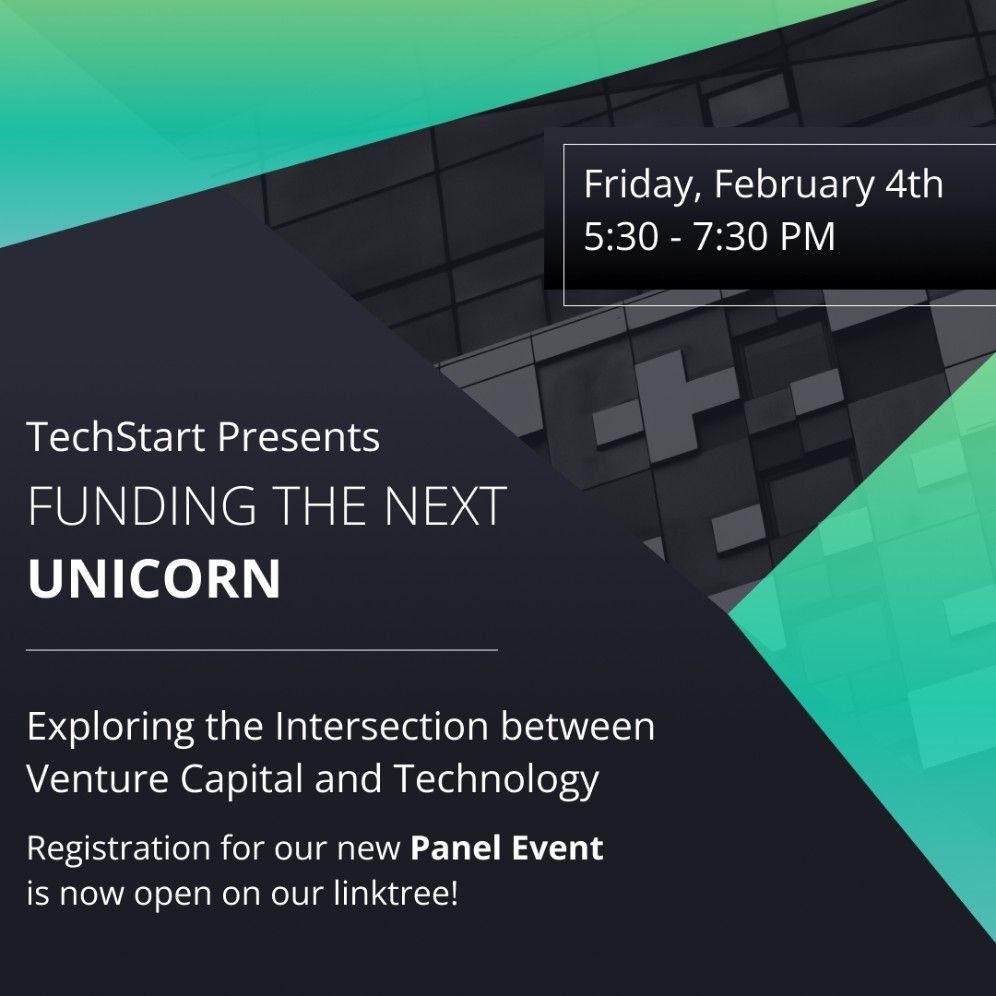 Friday, February 4th
5:30 - 7:30 PM
TechStart Presents
FUNDING THE NEXT
UNICORN
Exploring the Intersection between
Venture Capital and Technology
Registration for our new Panel Event
is now open on our linktree!